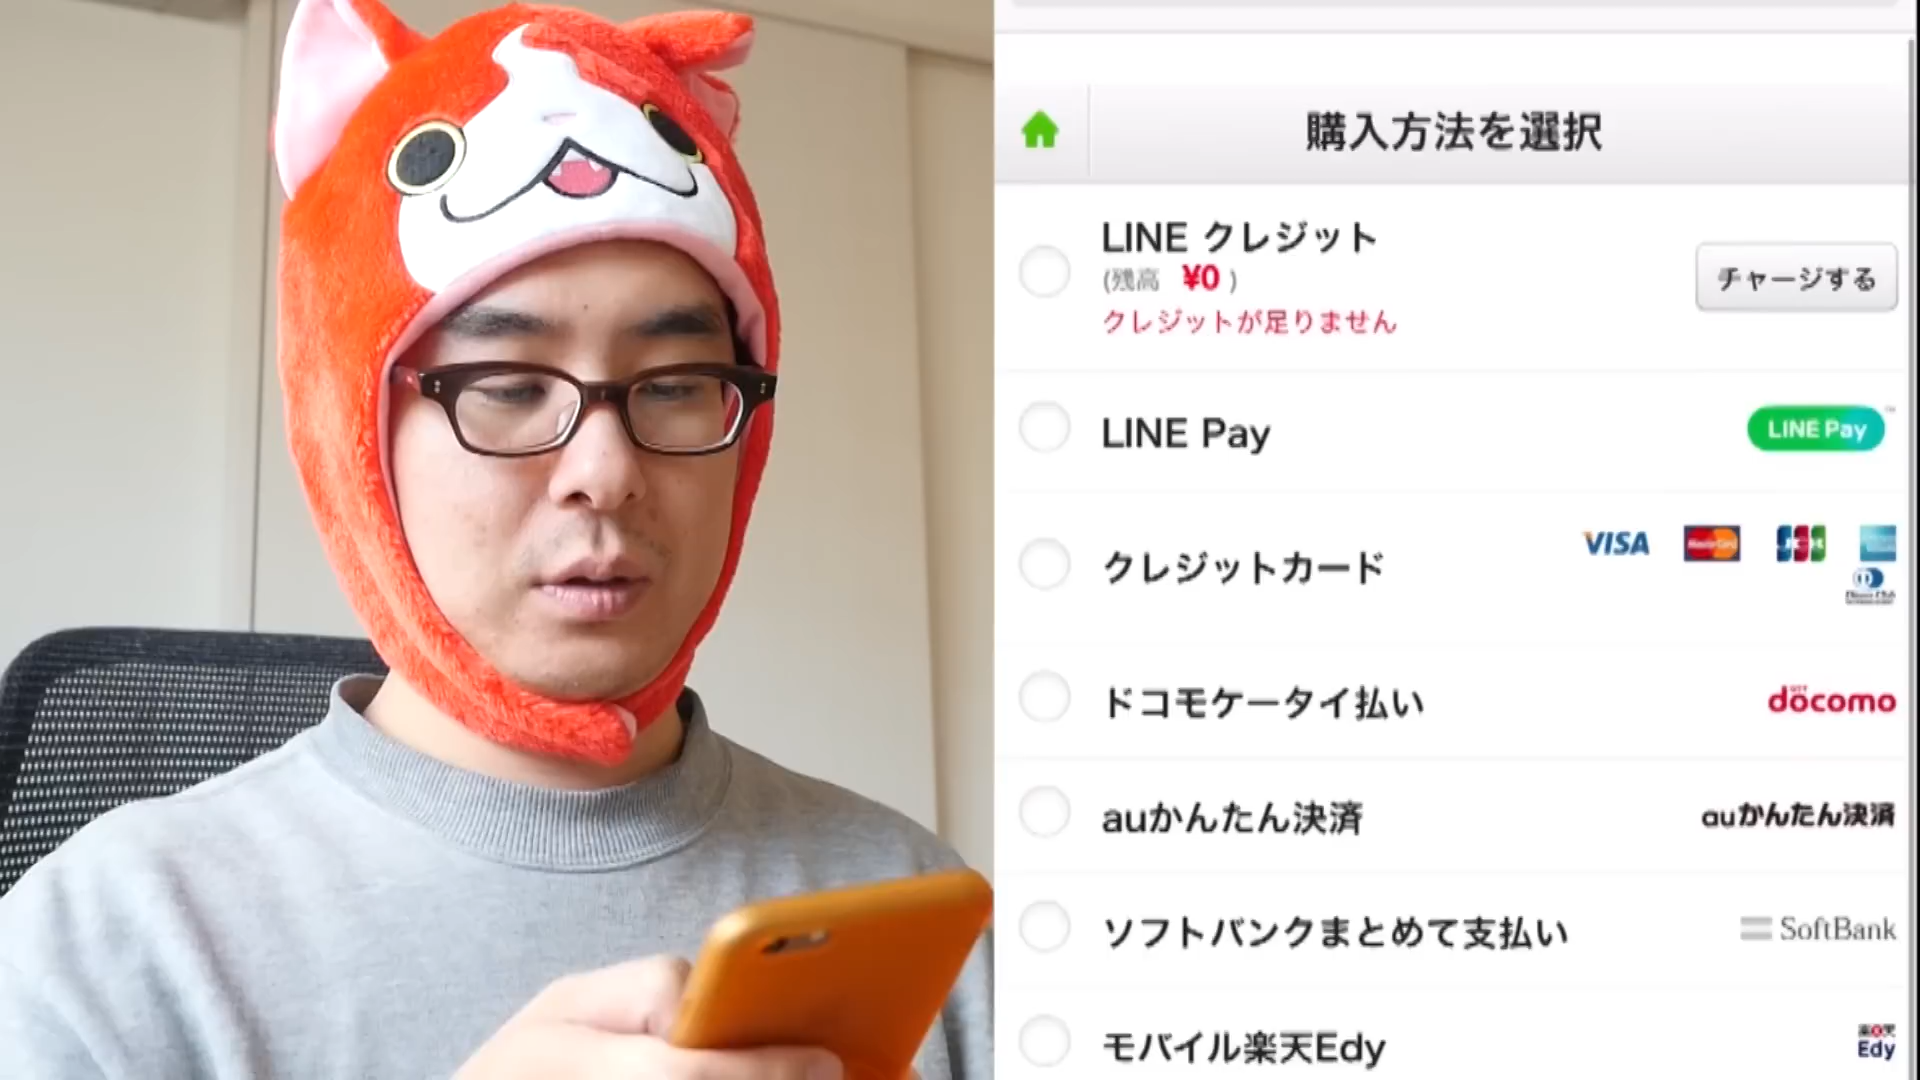 購入方法を選択
LINE クレジット
(残高 ¥0 )
クレジットが足りません
チャージする
LINE Pay
LINE Pay
クレジットカード
VISA
MasterCard
JCB
ドコモケータイ払い
döcomo
auかんたん決済
auかんたん決済
ソフトバンクまとめて支払い
SoftBank
モバイル楽天Edy
楽天
Edy